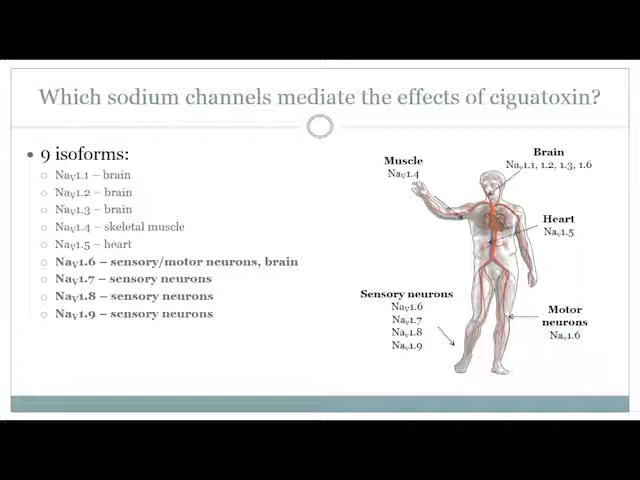 Which sodium channels mediate the effects of ciguatoxin?
• 9 isoforms:
○ NaV1.1 – brain
○ NaV1.2 – brain
○ NaV1.3 – brain
○ NaV1.4 – skeletal muscle
○ NaV1.5 – heart
○ NaV1.6 – sensory/motor neurons, brain
○ NaV1.7 – sensory neurons
○ NaV1.8 – sensory neurons
○ NaV1.9 – sensory neurons
Muscle
NaV1.4
Brain
Nav1.1, 1.2, 1.3, 1.6
Heart
Nav1.5
Sensory neurons
NaV1.6
NaV1.7
NaV1.8
NaV1.9
Motor
neurons
Nav1.6